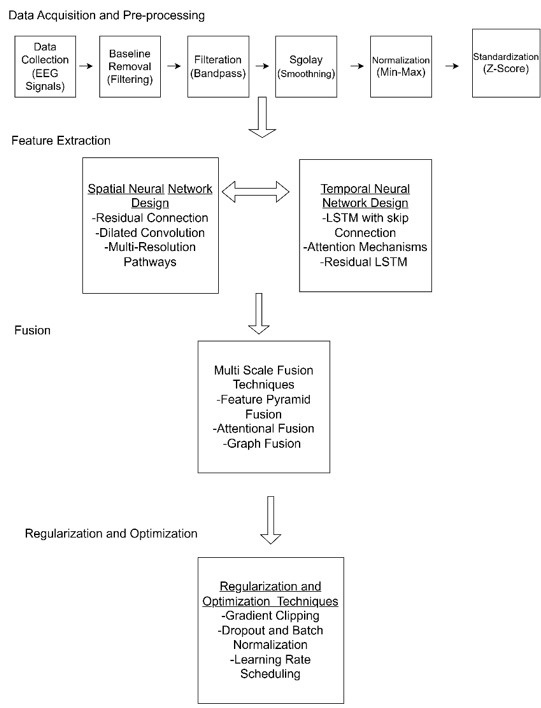 Data Acquisition and Pre-processing
Data
Collection
(EEG
Signals)
Baseline
Removal
(Filtering)
Filteration
(Bandpass)
Sgolay
(Smoothning)
Normalization
(Min-Max)
Standardization
(Z-Score)
Feature Extraction
Spatial Neural Network
Design
-Residual Connection
-Dilated Convolution
-Multi-Resolution
Pathways
Temporal Neural
Network Design
-LSTM with skip
Connection
-Attention Mechanisms
-Residual LSTM
Fusion
Multi Scale Fusion
Techniques
-Feature Pyramid
Fusion
-Attentional Fusion
-Graph Fusion
Regularization and Optimization
Regularization and
Optimization Techniques
-Gradient Clipping
-Dropout and Batch
Normalization
-Learning Rate
Scheduling